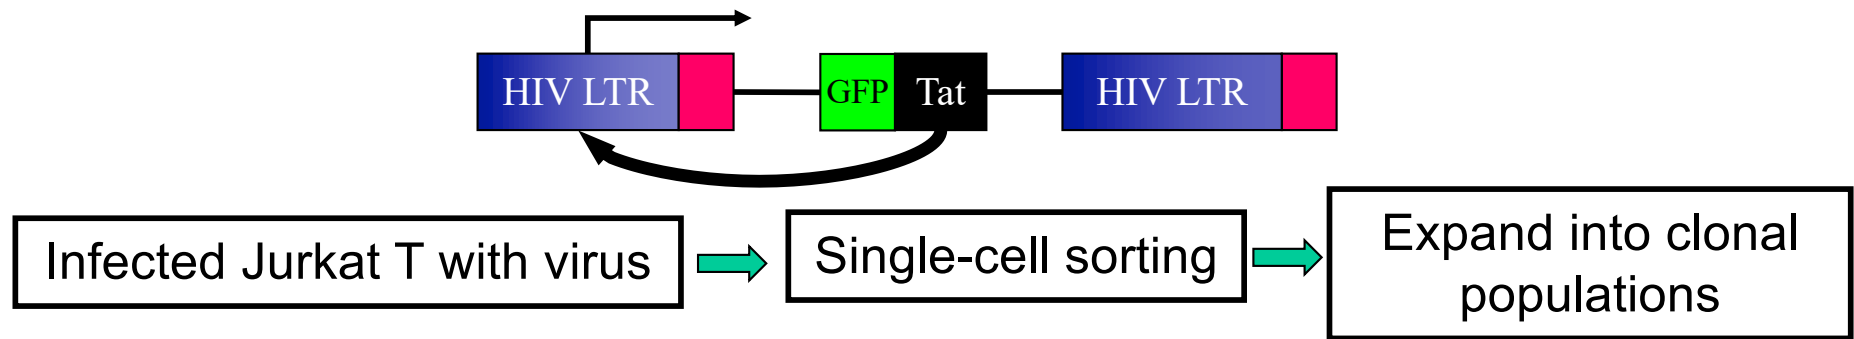 HIV LTR
GFP
Tat
HIV LTR
Infected Jurkat T with virus
Single-cell sorting
Expand into clonal
populations